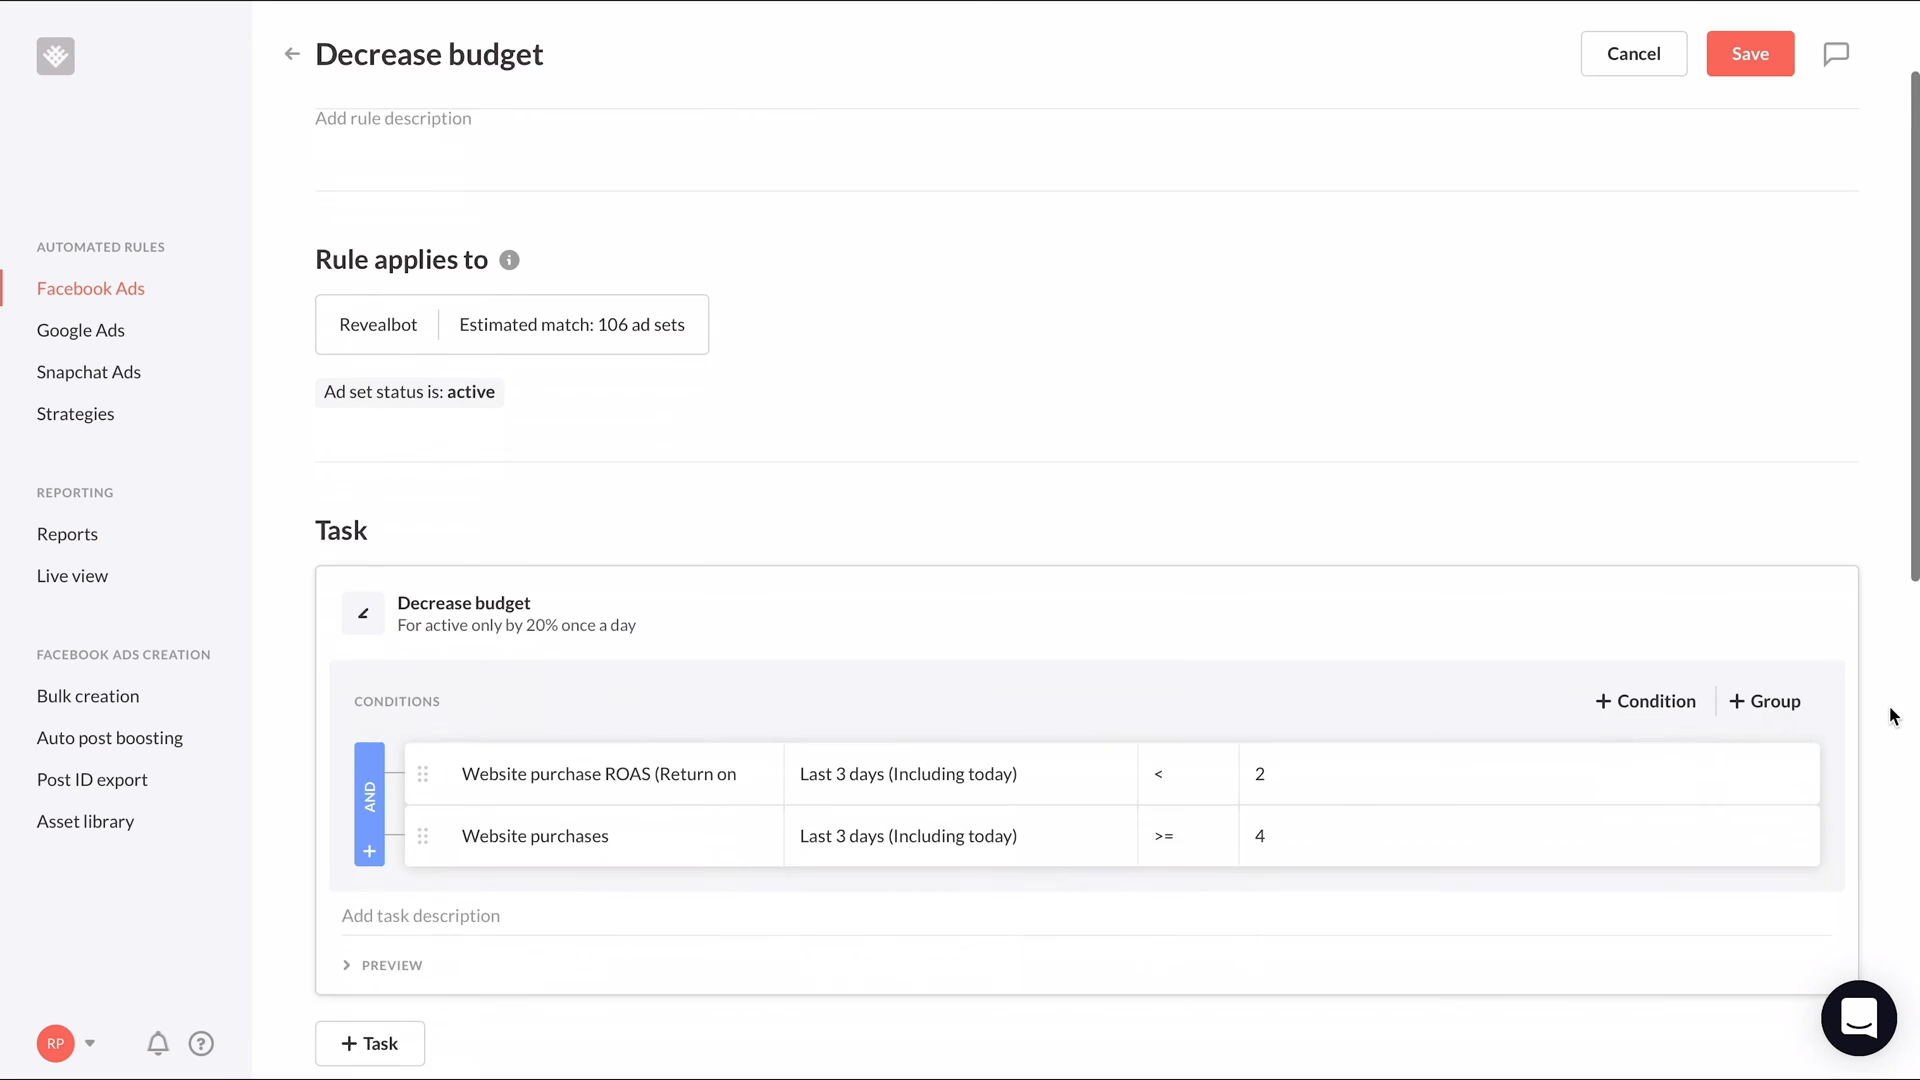 Decrease budget
Cancel
Save
Add rule description
AUTOMATED RULES
Facebook Ads
Google Ads
Snapchat Ads
Strategies
REPORTING
Reports
Live view
FACEBOOK ADS CREATION
Bulk creation
Auto post boosting
Post ID export
Asset library
RP
Rule applies to
Revealbot
Estimated match: 106 ad sets
Ad set status is: active
Task
Decrease budget
For active only by 20% once a day
CONDITIONS
+ Condition
+ Group
AND
+
Website purchase ROAS (Return on
Last 3 days (Including today)
<
2
Website purchases
Last 3 days (Including today)
>=
4
Add task description
PREVIEW
+ Task